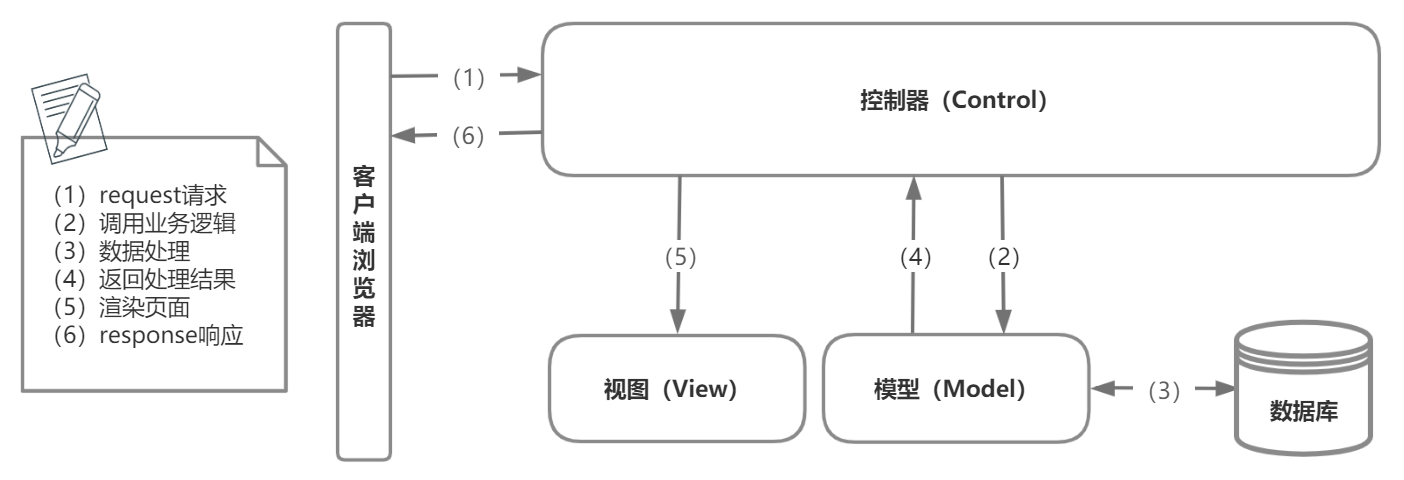 (1)
控制器（Control）
(6)
客户端浏览器
（1）request请求
（2）调用业务逻辑
（3）数据处理
（4）返回处理结果
（5）渲染页面
（6）response响应
(5)
(4)
(2)
视图（View）
模型（Model）
(3)
数据库